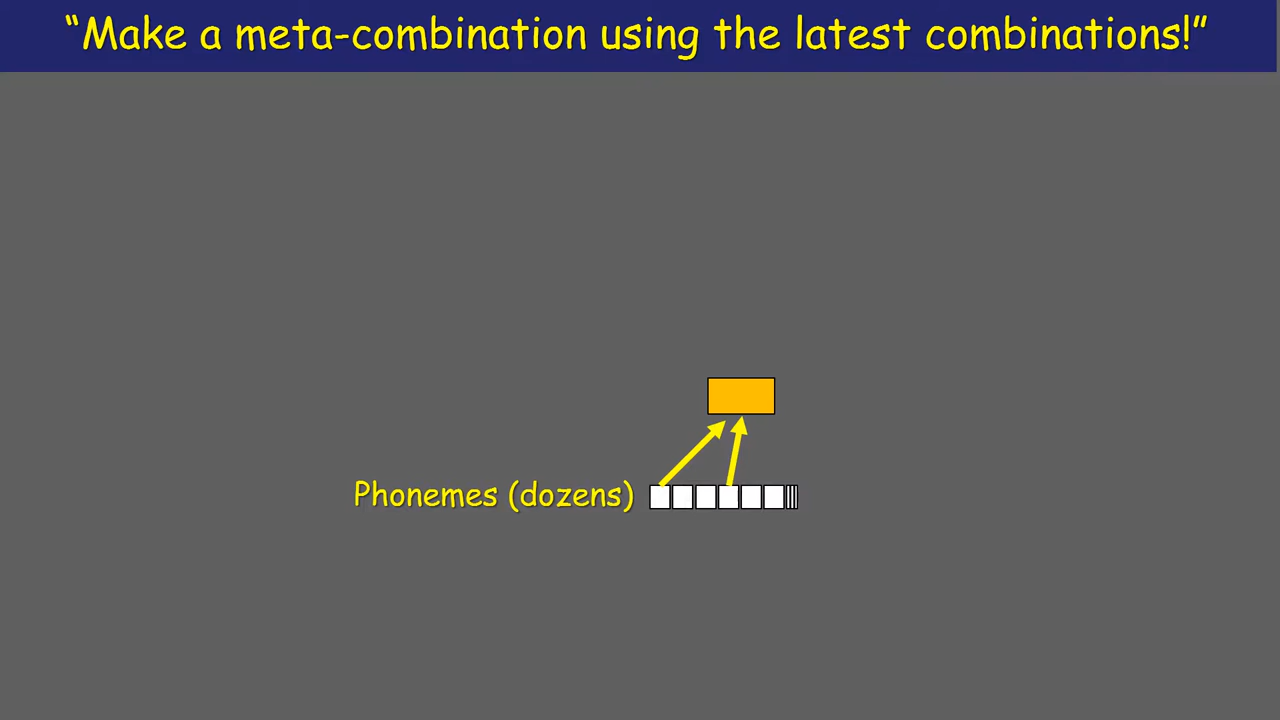 “Make a meta-combination using the latest combinations!”
Phonemes (dozens)